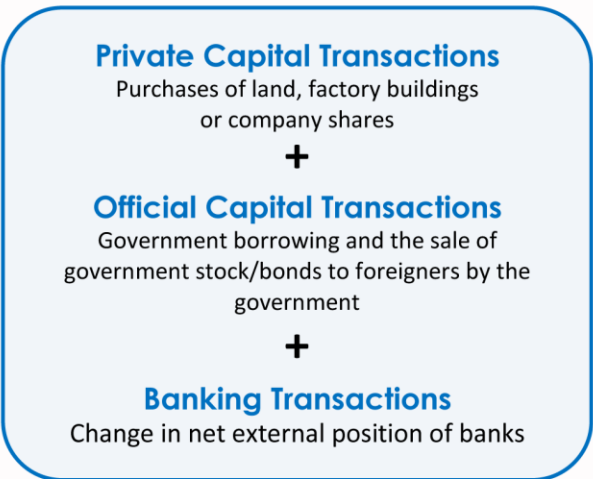 Private Capital Transactions
Purchases of land, factory buildings
or company shares
+
Official Capital Transactions
Government borrowing and the sale of
government stock/bonds to foreigners by the
government
+
Banking Transactions
Change in net external position of banks